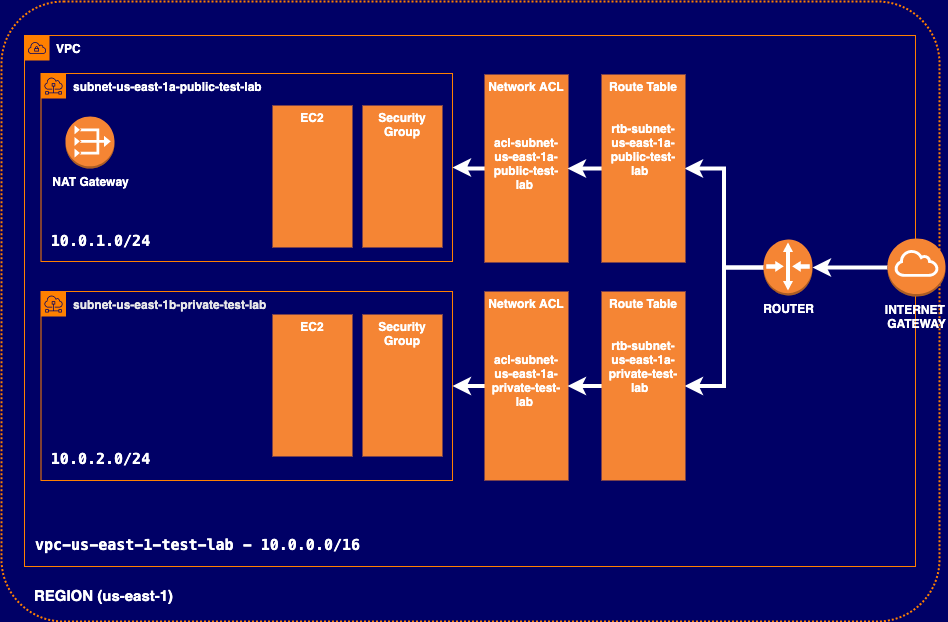 VPC
subnet-us-east-1a-public-test-lab
NAT Gateway
10.0.1.0/24
EC2
Security
Group
Network ACL
acl-subnet-
us-east-1a-
public-test-
lab
Route Table
rtb-subnet-
us-east-1a-
public-test-
lab
subnet-us-east-1b-private-test-lab
10.0.2.0/24
EC2
Security
Group
Network ACL
acl-subnet-
us-east-1a-
private-test-
lab
Route Table
rtb-subnet-
us-east-1a-
private-test-
lab
ROUTER
INTERNET
GATEWAY
vpc-us-east-1-test-lab - 10.0.0.0/16
REGION (us-east-1)